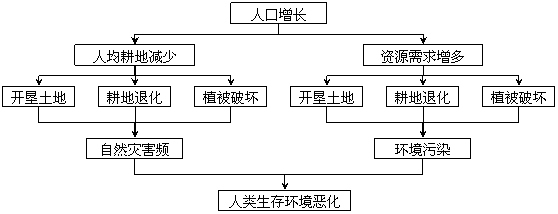 人口增长
人均耕地减少
资源需求增多
开垦土地
耕地退化
植被破坏
开垦土地
耕地退化
植被破坏
自然灾害频
环境污染
人类生存环境恶化